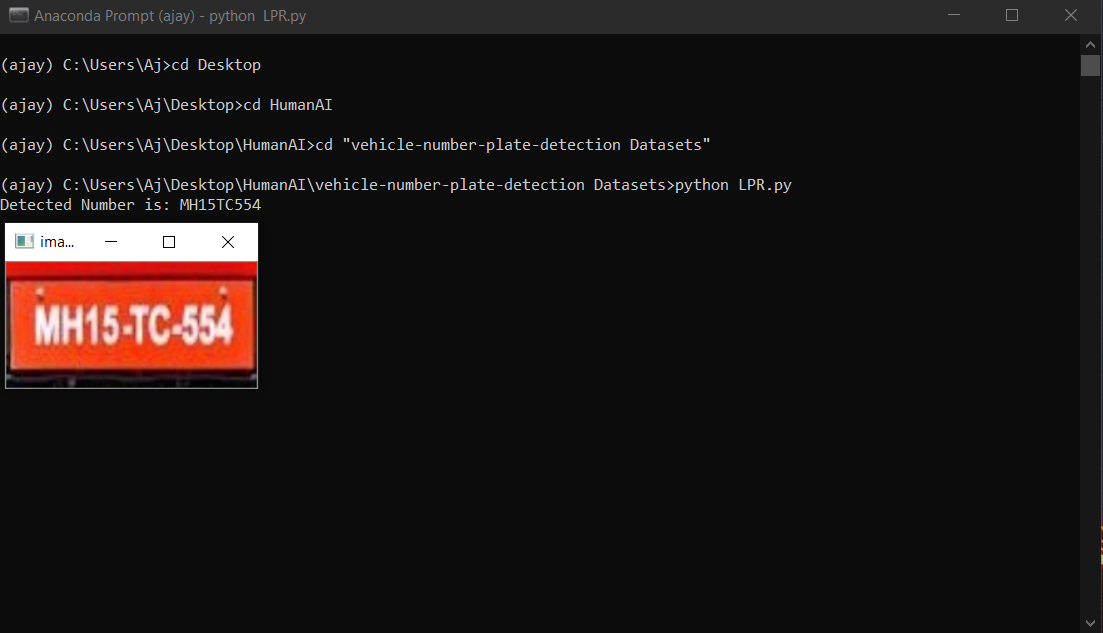 Anaconda Prompt (ajay) - python  LPR.py
(ajay) C:\Users\Aj>cd Desktop
(ajay) C:\Users\Aj\Desktop>cd HumanAI
(ajay) C:\Users\Aj\Desktop\HumanAI>cd "vehicle-number-plate-detection Datasets"
(ajay) C:\Users\Aj\Desktop\HumanAI\vehicle-number-plate-detection Datasets>python LPR.py
Detected Number is: MH15TC554
ima...
MH15-TC-554